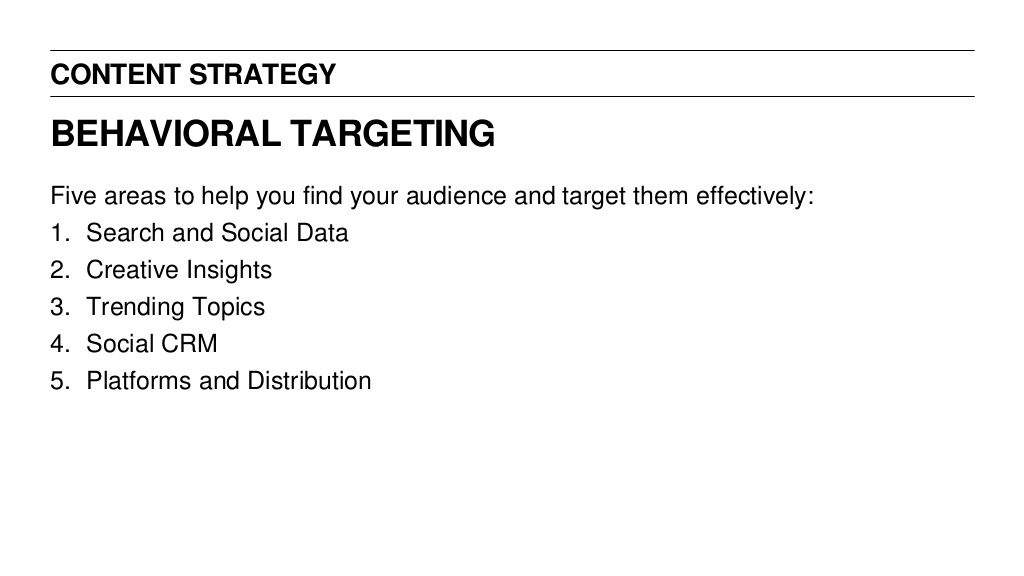 CONTENT STRATEGY
BEHAVIORAL TARGETING
Five areas to help you find your audience and target them effectively:
1. Search and Social Data
2. Creative Insights
3. Trending Topics
4. Social CRM
5. Platforms and Distribution